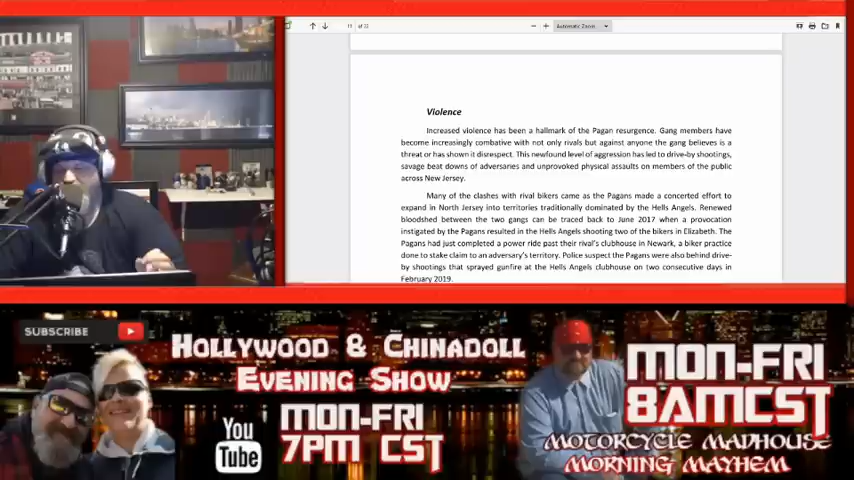 11 of 32
Automatic Zoom
Violence
Increased violence has been a hallmark of the Pagan resurgence. Gang members have
become increasingly combative with not only rivals but against anyone the gang believes is a
threat or has shown it disrespect. This newfound level of aggression has led to drive-by shootings,
savage beat downs of adversaries and unprovoked physical assaults on members of the public
across New Jersey.
Many of the clashes with rival bikers came as the Pagans made a concerted effort to
expand in North Jersey into territories traditionally dominated by the Hells Angels. Renewed
bloodshed between the two gangs can be traced back to June 2017 when a provocation
instigated by the Pagans resulted in the Hells Angels shooting two of the bikers in Elizabeth. The
Pagans had just completed a power ride past their rival's clubhouse in Newark, a biker practice
done to stake claim to an adversary's territory. Police suspect the Pagans were also behind drive-
by shootings that sprayed gunfire at the Hells Angels clubhouse on two consecutive days in
February 2019.
SUBSCRIBE
Hollywood & Chinadoll
Evening Show
You
Tube
MON-FRI
7PM CST
MON-FRI
8AMCST
MOTORCYCLE MADHOUSE
MORNING MAYHEM